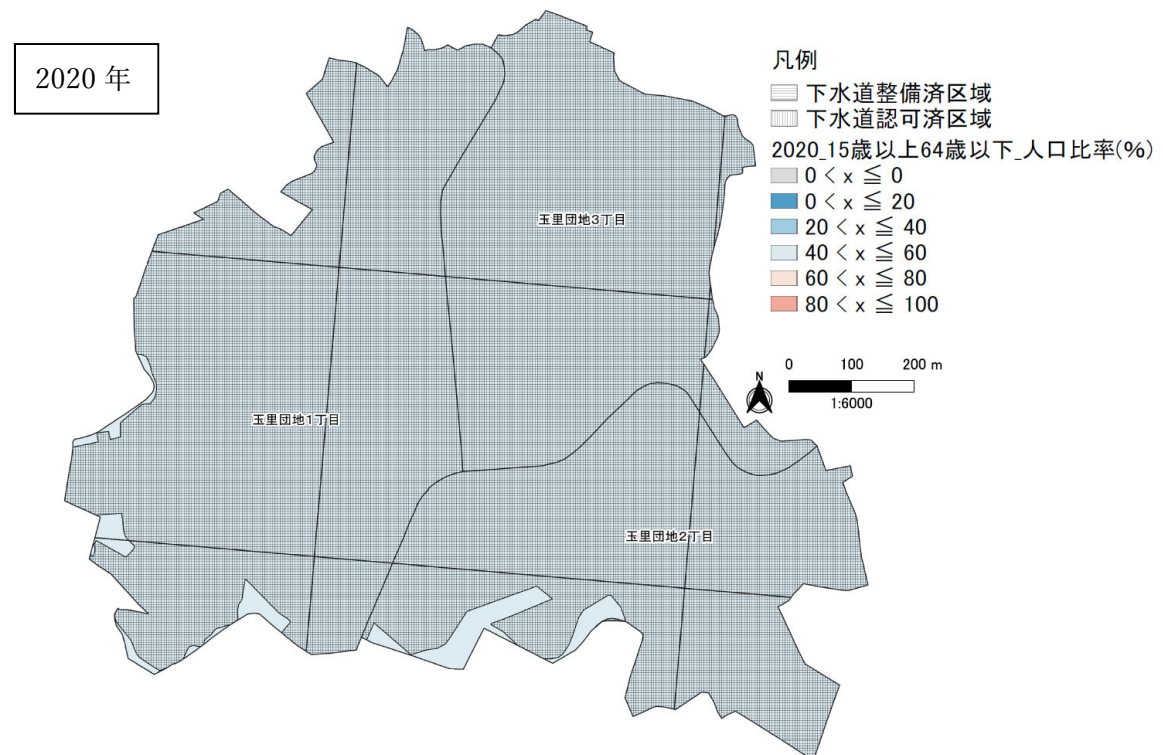 2020 年
凡例
下水道整備済区域
下水道認可済区域
2020_15歳以上64歳以下_人口比率(%)
0 < x ≦ 0
0 < x ≦ 20
20 < x ≦ 40
40 < x ≦ 60
60 < x ≦ 80
80 < x ≦ 100
玉里団地3丁目
N
0 100 200 m
1:6000
玉里団地1丁目
玉里団地2丁目